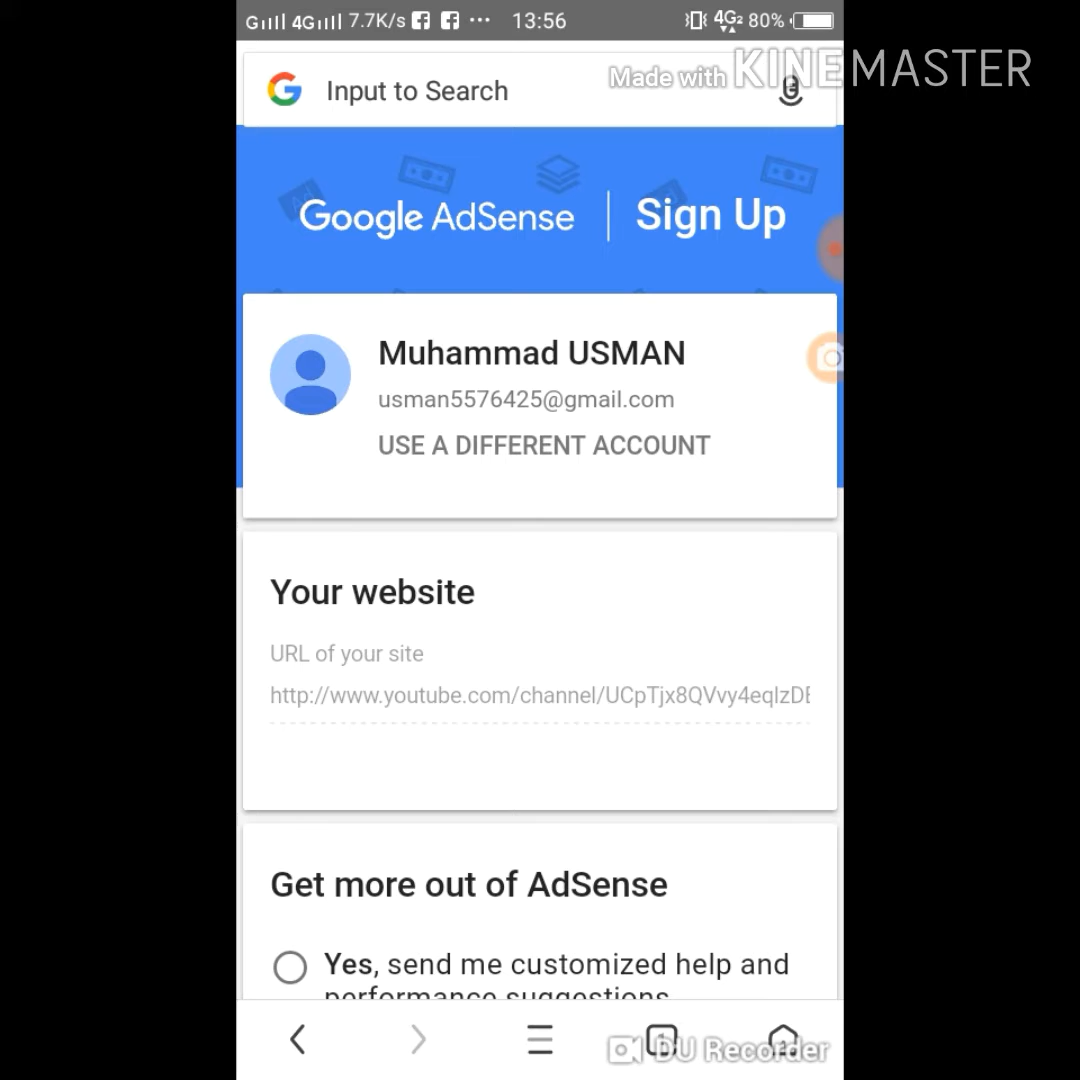 4G 7.7K/s 13:56 4G 2 80%
Input to Search
Made with KINEMASTER
Google AdSense | Sign Up
Muhammad USMAN
usman5576425@gmail.com
USE A DIFFERENT ACCOUNT
Your website
URL of your site
http://www.youtube.com/channel/UCpTjx8QVvy4eqlzD
Get more out of AdSense
Yes, send me customized help and
performance suggestions
DU Recorder